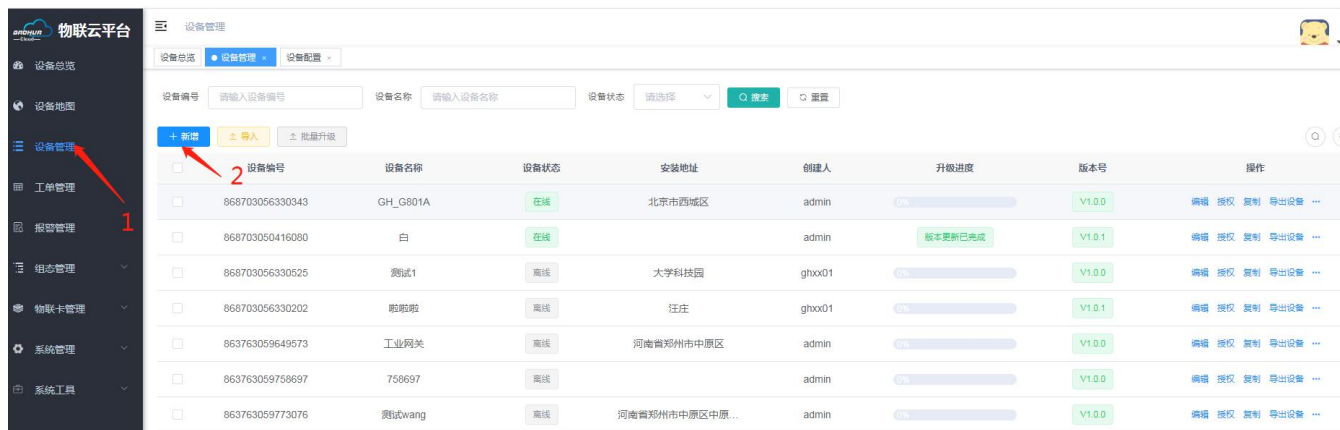 GAOHUA Cloud 物联云平台
设备管理
设备总览 设备管理 × 设备配置 ×
设备总览
设备地图
设备管理
工单管理
报警管理
组态管理
物联卡管理
系统管理
系统工具
1
设备编号 请输入设备编号 设备名称 请输入设备名称 设备状态 请选择 搜索 重置
+ 新增 导入 批量升级
2
设备编号 设备名称 设备状态 安装地址 创建人 升级进度 版本号 操作
868703056330343 GH_G801A 在线 北京市西城区 admin 0% V1.0.0 编辑 授权 复制 导出设备 ···
868703050416080 白 在线 admin 版本更新已完成 V1.0.1 编辑 授权 复制 导出设备 ···
868703056330525 测试1 离线 大学科技园 ghxx01 0% V1.0.0 编辑 授权 复制 导出设备 ···
868703056330202 啦啦啦 离线 汪庄 ghxx01 0% V1.0.1 编辑 授权 复制 导出设备 ···
863763059649573 工业网关 离线 河南省郑州市中原区 admin 0% V1.0.0 编辑 授权 复制 导出设备 ···
863763059758697 758697 离线 admin 0% V1.0.0 编辑 授权 复制 导出设备 ···
863763059773076 测试wang 离线 河南省郑州市中原区中原... admin 0% V1.0.0 编辑 授权 复制 导出设备 ···